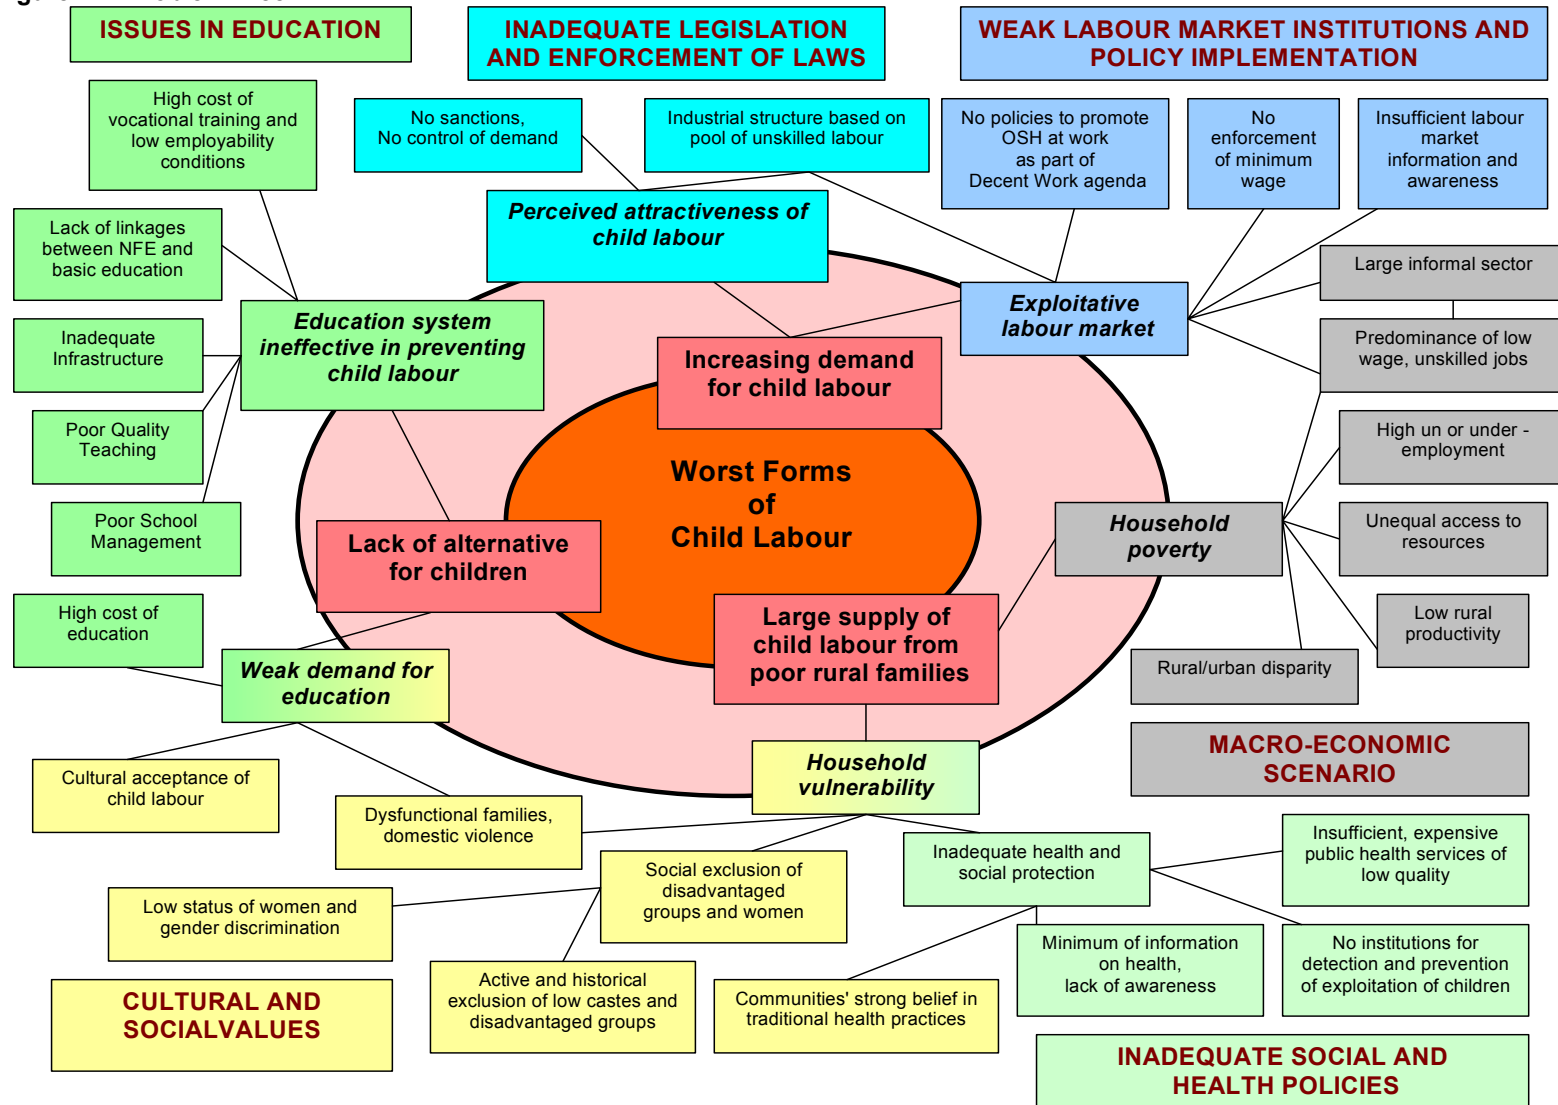 ISSUES IN EDUCATION
INADEQUATE LEGISLATION
AND ENFORCEMENT OF LAWS
WEAK LABOUR MARKET INSTITUTIONS AND
POLICY IMPLEMENTATION
High cost of
vocational training and
low employability
conditions
No sanctions,
No control of demand
Industrial structure based on
pool of unskilled labour
No policies to promote
OSH at work
as part of
Decent Work agenda
No
enforcement
of minimum
wage
Insufficient labour
market
information and
awareness
Lack of linkages
between NFE and
basic education
Perceived attractiveness of
child labour
Large informal sector
Exploitative
labour market
Education system
ineffective in preventing
child labour
Inadequate
Infrastructure
Increasing demand
for child labour
Predominance of low
wage, unskilled jobs
Poor Quality
Teaching
High un or under -
employment
Worst Forms
of
Child Labour
Poor School
Management
Lack of alternative
for children
Household
poverty
Unequal access to
resources
High cost of
education
Large supply of
child labour from
poor rural families
Low rural
productivity
Weak demand for
education
Rural/urban disparity
MACRO-ECONOMIC
SCENARIO
Household
vulnerability
Cultural acceptance of
child labour
Dysfunctional families,
domestic violence
Inadequate health and
social protection
Insufficient, expensive
public health services of
low quality
Social exclusion of
disadvantaged
groups and women
Low status of women and
gender discrimination
Minimum of information
on health,
lack of awareness
No institutions for
detection and prevention
of exploitation of children
Active and historical
exclusion of low castes and
disadvantaged groups
Communities' strong belief in
traditional health practices
CULTURAL AND
SOCIALVALUES
INADEQUATE SOCIAL AND
HEALTH POLICIES